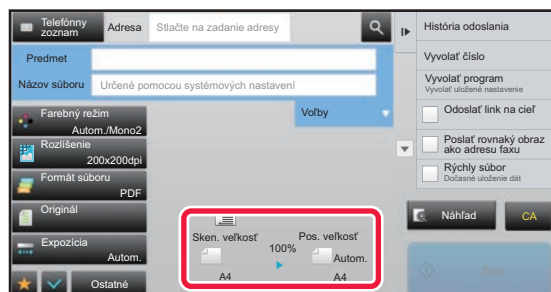 Telefónny
zoznam
Adresa
Stlačte na zadanie adresy
Predmet
Názov súboru
Určené pomocou systémových nastavení
Farebný režim
Autom./Mono2
Rozlíšenie
200x200dpi
Formát súboru
PDF
Originál
Expozícia
Autom.
Ostatné
Voľby
Sken. veľkosť
100%
Pos. veľkosť
Autom.
A4
A4
História odoslania
Vyvolať číslo
Vyvolať program
Vyvolať uložené nastavenie
Odoslať link na cieľ
Poslať rovnaký obraz
ako adresu faxu
Rýchly súbor
Dočasné uloženie dát
Náhľad
CA
Štart